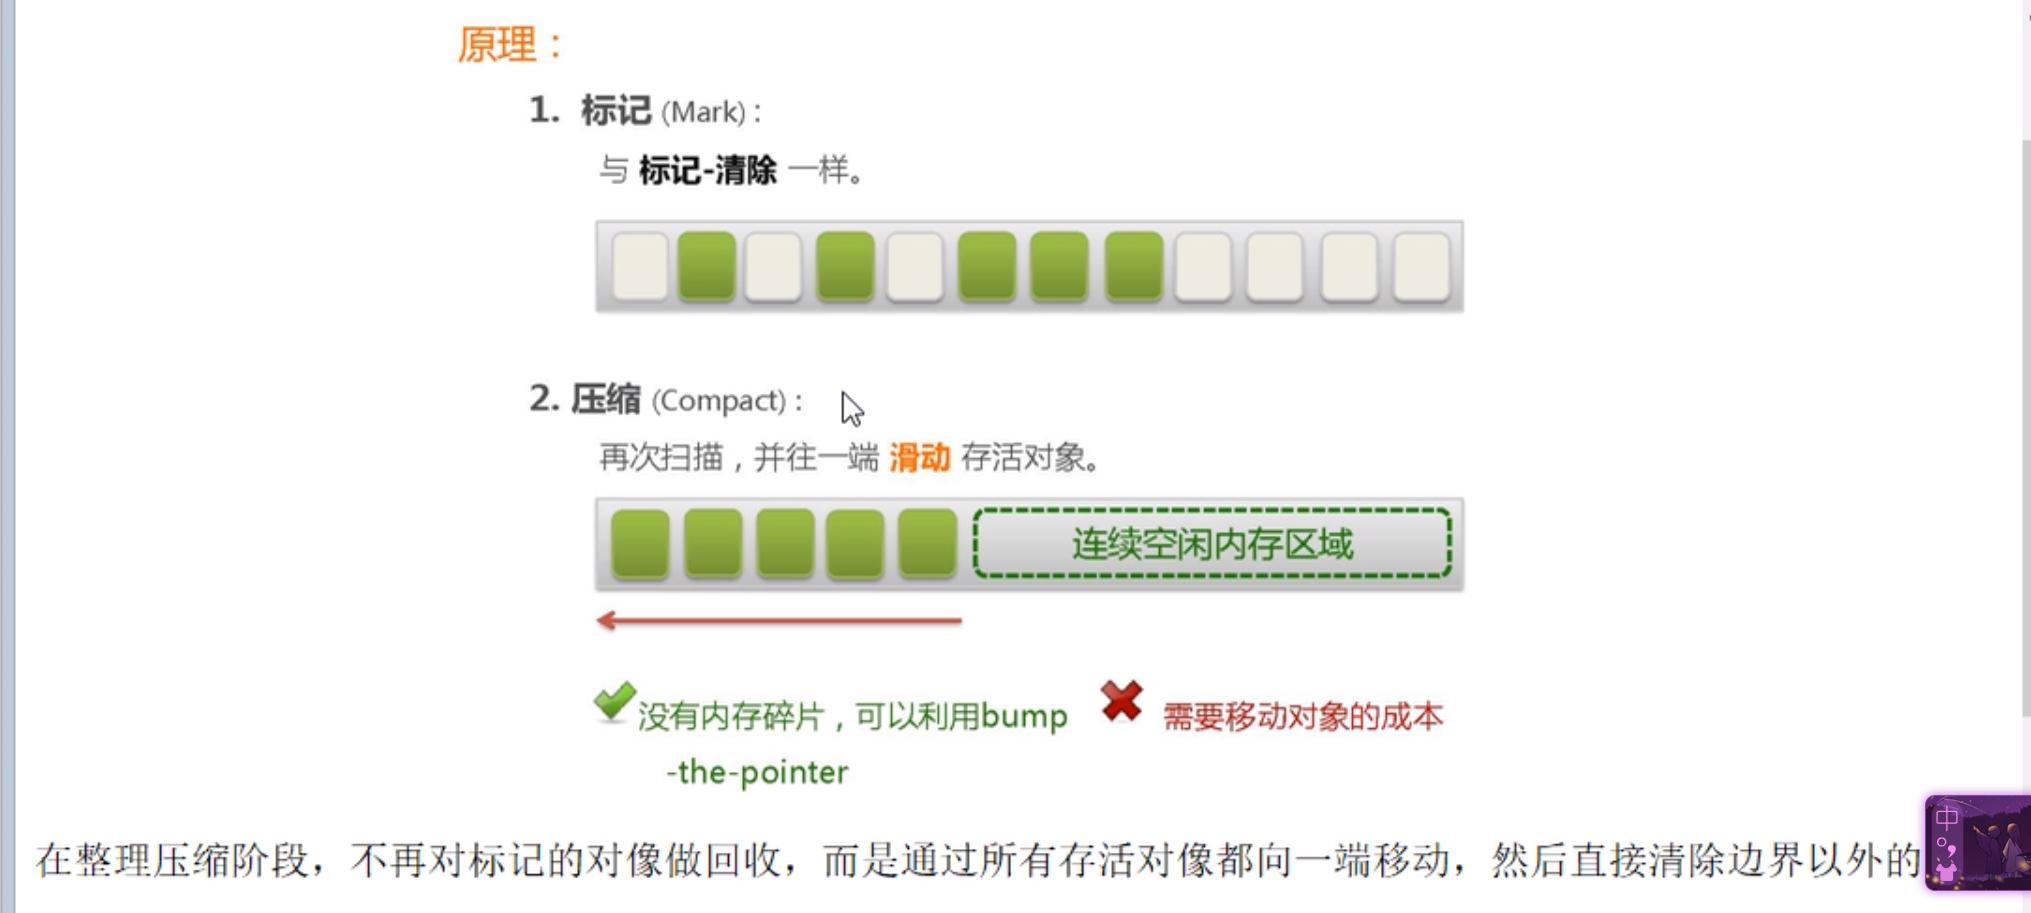 原理：
1. 标记 (Mark) :
与 标记-清除 一样。
2. 压缩 (Compact) :
再次扫描，并往一端 滑动 存活对象。
连续空闲内存区域
没有内存碎片，可以利用bump
-the-pointer
需要移动对象的成本
在整理压缩阶段，不再对标记的对像做回收，而是通过所有存活对像都向一端移动，然后直接清除边界以外的
中